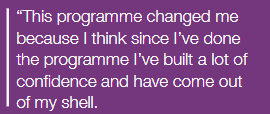 “This programme changed me
because I think since I’ve done
the programme I’ve built a lot of
confidence and have come out
of my shell.